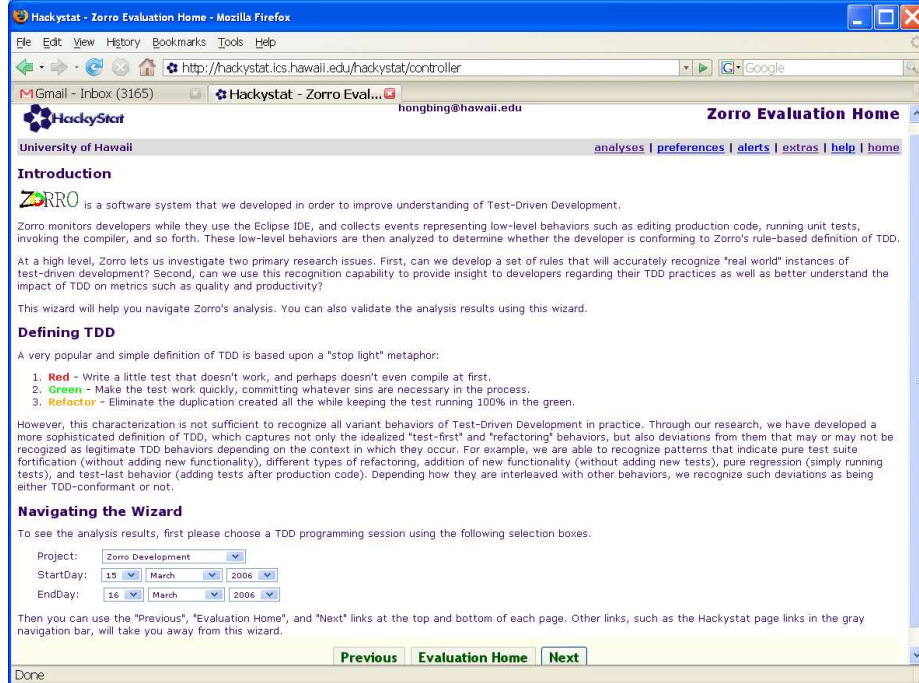 Hackystat - Zorro Evaluation Home - Mozilla Firefox
File Edit View History Bookmarks Tools Help
http://hackystat.ics.hawaii.edu/hackystat/controller
G Google
Gmail - Inbox (3165)
Hackystat - Zorro Eval...
HackyStat
hongbing@hawaii.edu
Zorro Evaluation Home
University of Hawaii
analyses | preferences | alerts | extras | help | home
Introduction
ZORRO is a software system that we developed in order to improve understanding of Test-Driven Development.
Zorro monitors developers while they use the Eclipse IDE, and collects events representing low-level behaviors such as editing production code, running unit tests,
invoking the compiler, and so forth. These low-level behaviors are then analyzed to determine whether the developer is conforming to Zorro's rule-based definition of TDD.
At a high level, Zorro lets us investigate two primary research issues. First, can we develop a set of rules that will accurately recognize "real world" instances of
test-driven development? Second, can we use this recognition capability to provide insight to developers regarding their TDD practices as well as better understand the
impact of TDD on metrics such as quality and productivity?
This wizard will help you navigate Zorro's analysis. You can also validate the analysis results using this wizard.
Defining TDD
A very popular and simple definition of TDD is based upon a "stop light" metaphor:
1. Red - Write a little test that doesn't work, and perhaps doesn't even compile at first.
2. Green - Make the test work quickly, committing whatever sins are necessary in the process.
3. Refactor - Eliminate the duplication created all the while keeping the test running 100% in the green.
However, this characterization is not sufficient to recognize all variant behaviors of Test-Driven Development in practice. Through our research, we have developed a
more sophisticated definition of TDD, which captures not only the idealized "test-first" and "refactoring" behaviors, but also deviations from them that may or may not be
recogized as legitimate TDD behaviors depending on the context in which they occur. For example, we are able to recognize patterns that indicate pure test suite
fortification (without adding new functionality), different types of refactoring, addition of new functionality (without adding new tests), pure regression (simply running
tests), and test-last behavior (adding tests after production code). Depending how they are interleaved with other behaviors, we recognize such deviations as being
either TDD-conformant or not.
Navigating the Wizard
To see the analysis results, first please choose a TDD programming session using the following selection boxes.
Project: Zorro Development
StartDay: 15 March 2006
EndDay: 16 March 2006
Then you can use the "Previous", "Evaluation Home", and "Next" links at the top and bottom of each page. Other links, such as the Hackystat page links in the gray
navigation bar, will take you away from this wizard.
Previous Evaluation Home Next
Done